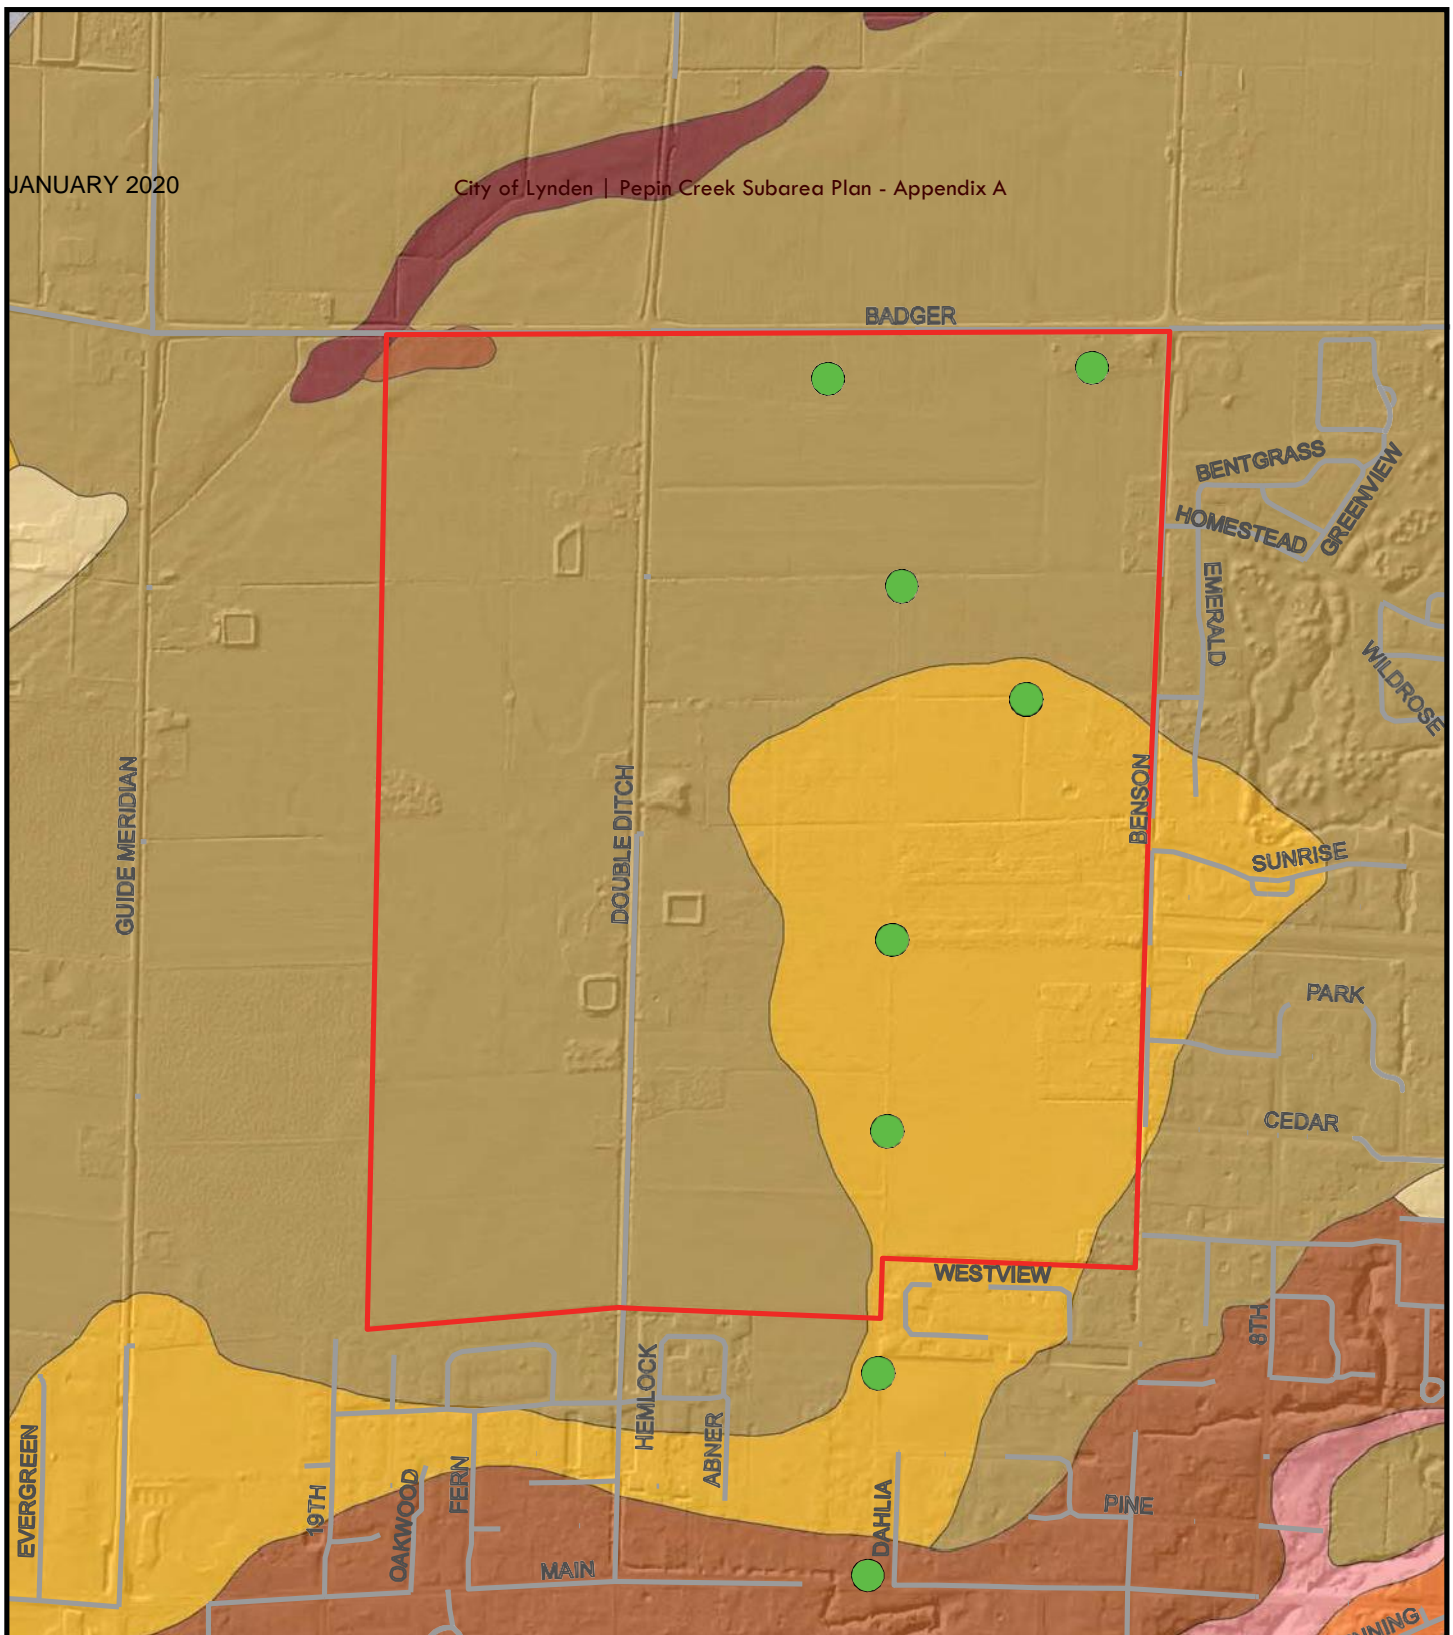 JANUARY 2020
City of Lynden | Pepin Creek Subarea Plan - Appendix A
BADGER
BENTGRASS
GREENVIEW
HOMESTEAD
EMERALD
WILDROSE
GUIDE MERIDIAN
DOUBLE DITCH
BENSON
SUNRISE
PARK
CEDAR
WESTVIEW
8TH
HEMLOCK
ABNER
EVERGREEN
19TH
OAKWOOD
FERN
DAHLIA
PINE
MAIN